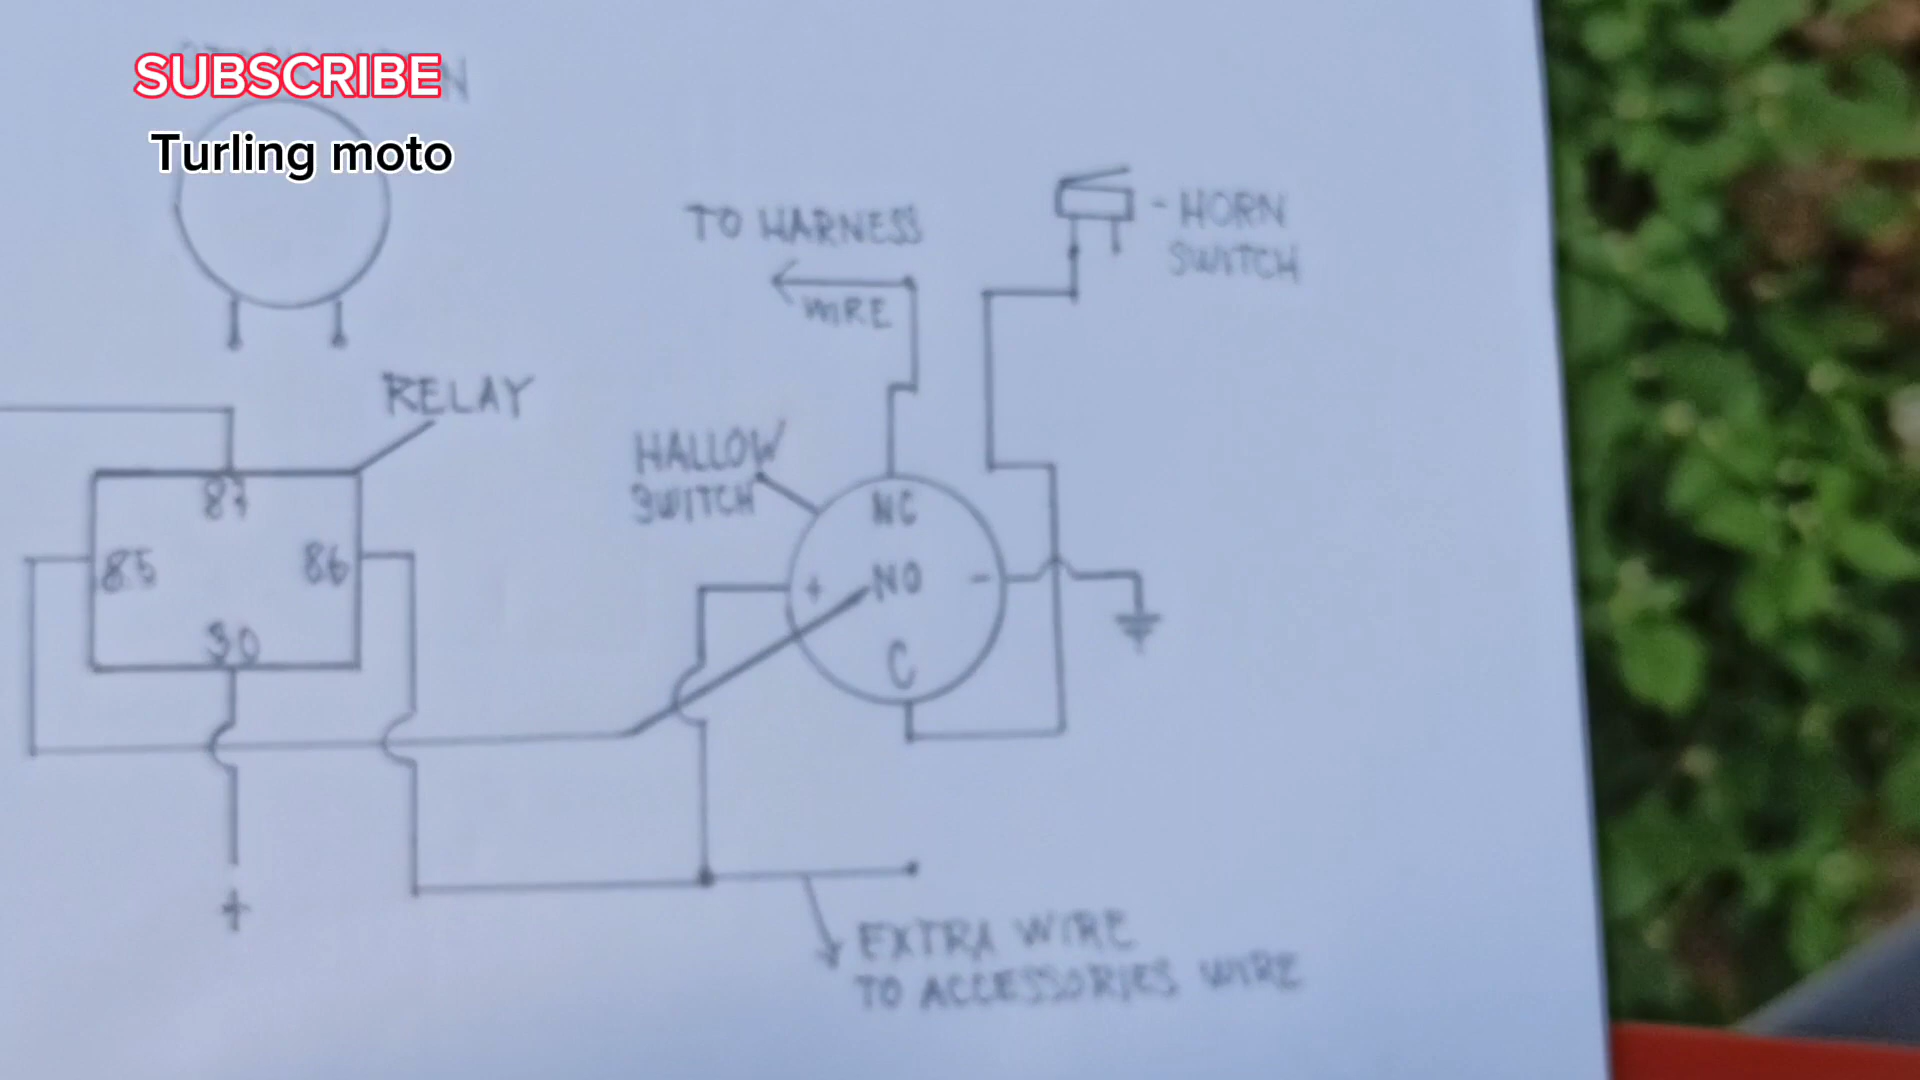 SUBSCRIBE
Turling moto
TO HARNESS
WIRE
- HORN
SWITCH
RELAY
HALLOW
SWITCH
87
85
86
30
NC
+
NO
-
C
+
EXTRA WIRE
TO ACCESSORIES WIRE